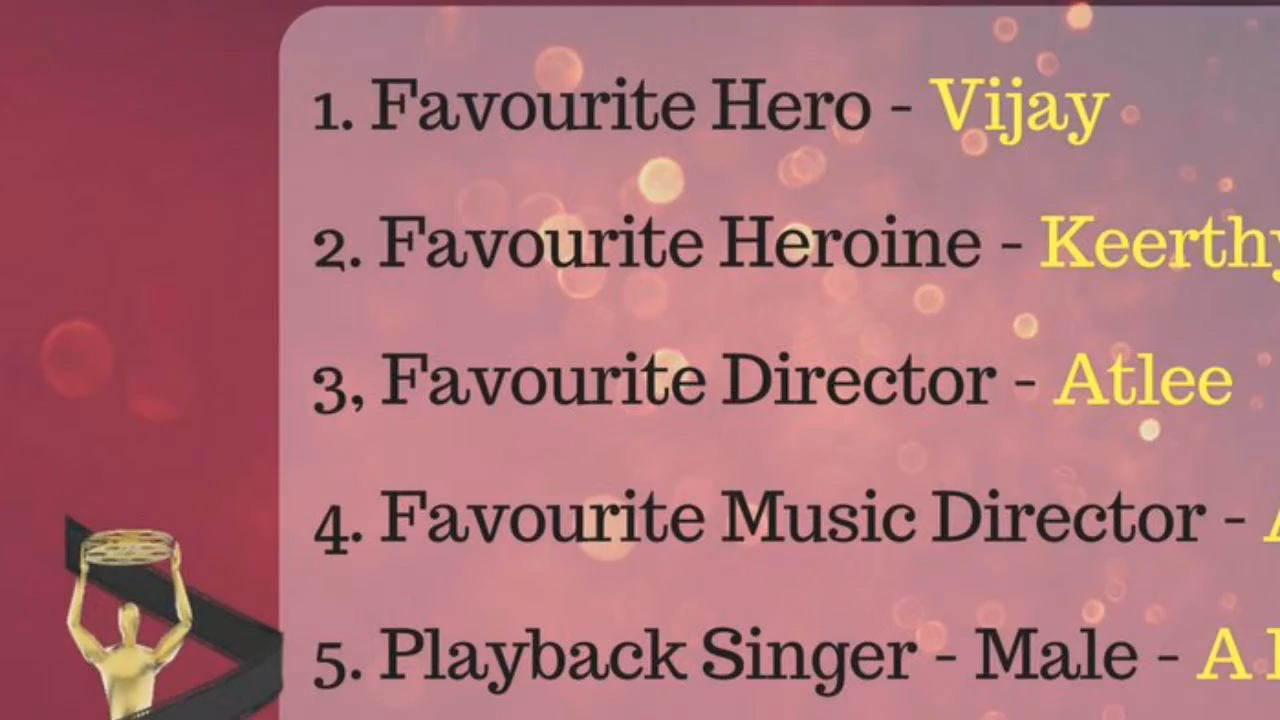 1. Favourite Hero - Vijay
2. Favourite Heroine - Keerthy
3, Favourite Director - Atlee
4. Favourite Music Director - A
5. Playback Singer - Male - A